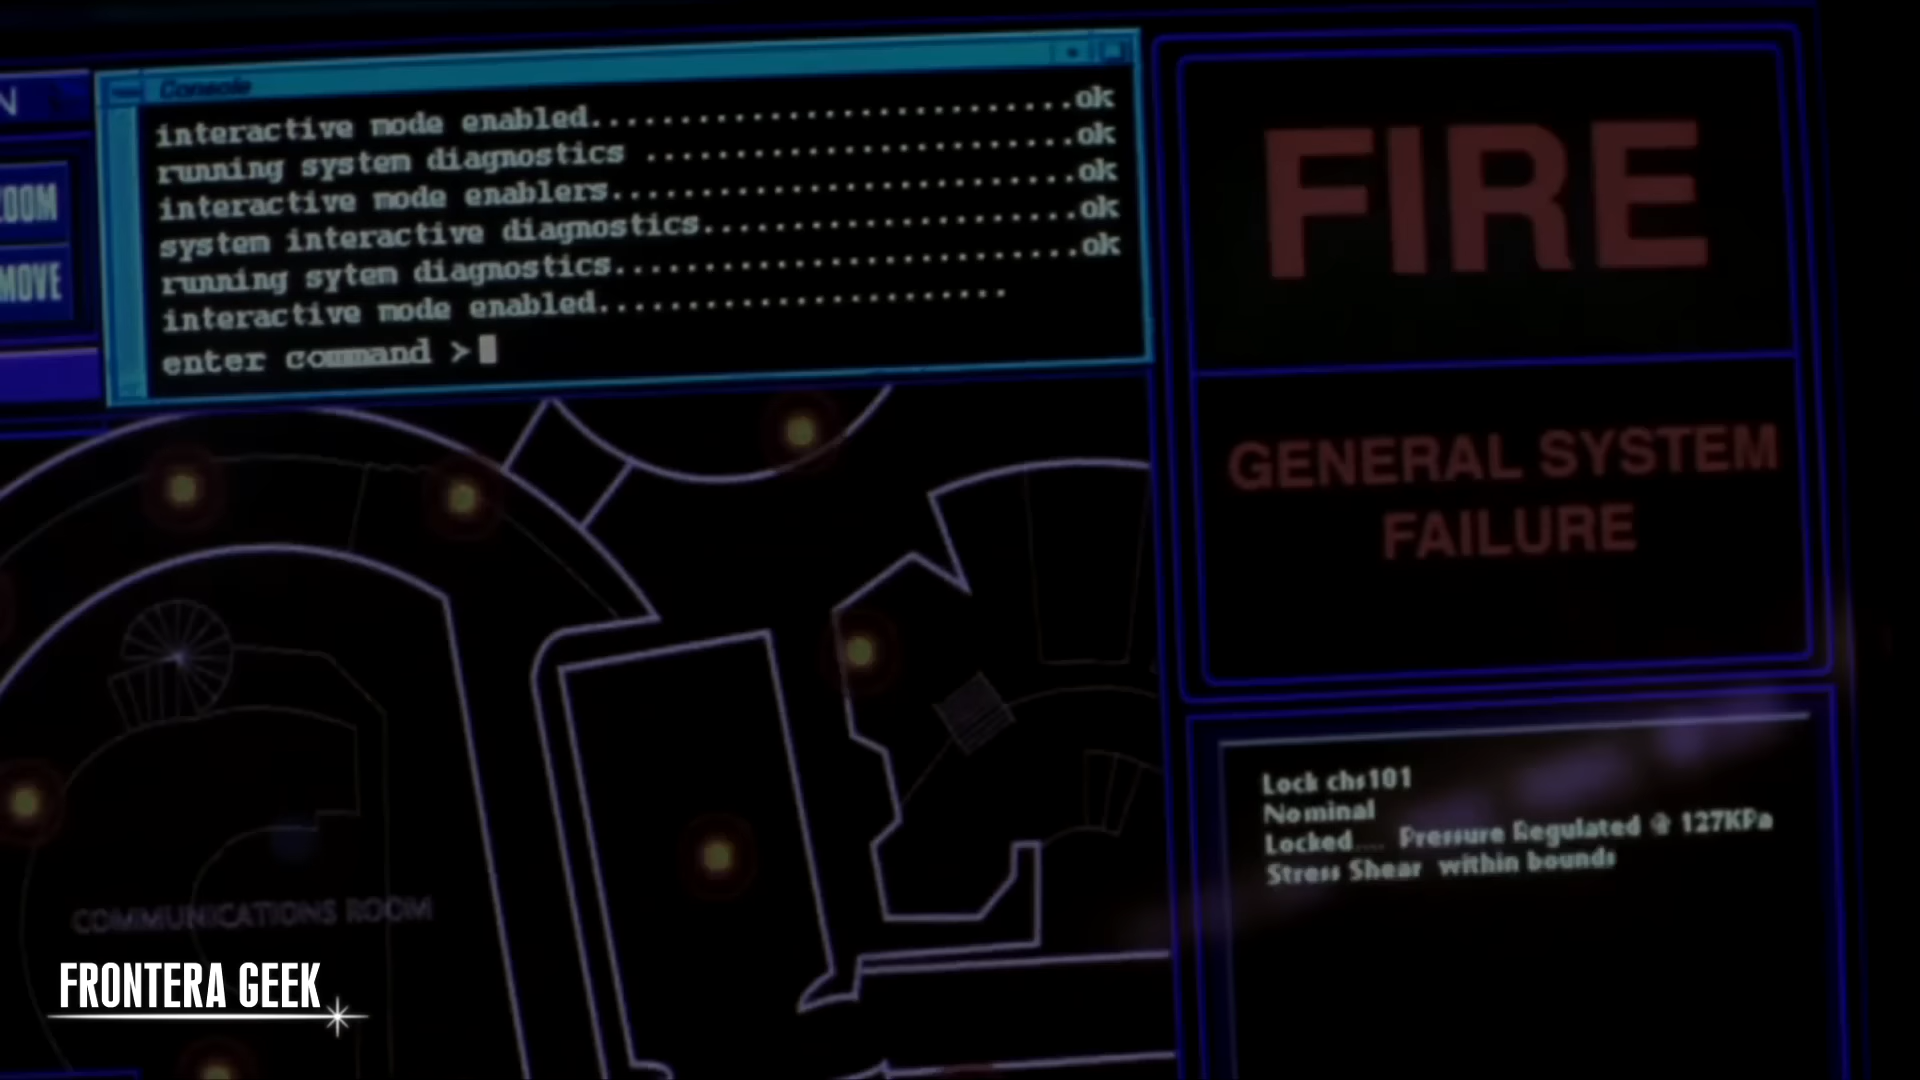 N
Console
interactive mode enabled...........................ok
running system diagnostics ........................ok
interactive mode enablers..........................ok
system interactive diagnostics.....................ok
running sytem diagnostics..........................ok
interactive mode enabled.......................
enter command >
ZOOM
MOVE
FIRE
GENERAL SYSTEM
FAILURE
Lock chs101
Nominal
Locked.... Pressure Regulated @ 127KPa
Stress Shear within bounds
COMMUNICATIONS ROOM
FRONTERA GEEK